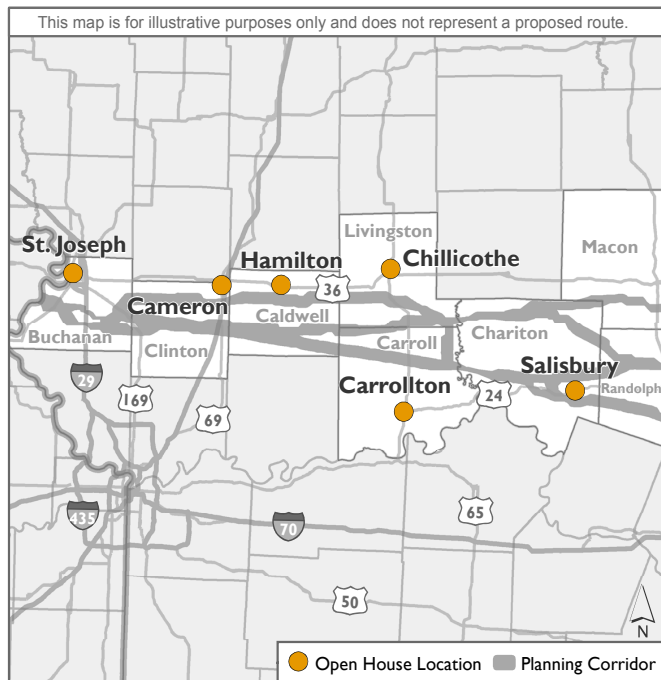 This map is for illustrative purposes only and does not represent a proposed route.
Livingston
St. Joseph
Hamilton
Chillicothe
Macon
36
Cameron
Caldwell
Buchanan
Clinton
Carroll
Chariton
Salisbury
29
169
69
Carrollton
24
Randolph
435
70
65
50
N
Open House Location
Planning Corridor